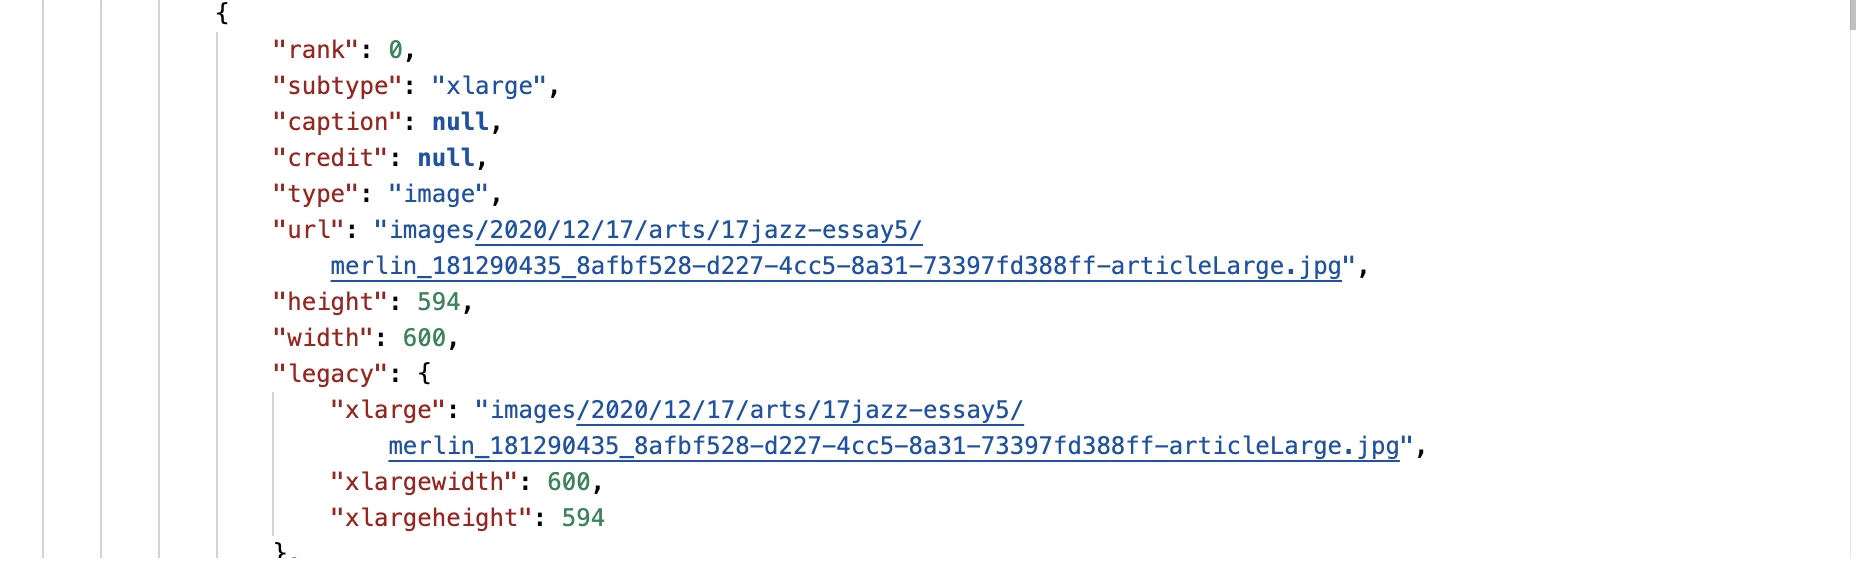 {
"rank": 0,
"subtype": "xlarge",
"caption": null,
"credit": null,
"type": "image",
"url": "images/2020/12/17/arts/17jazz-essay5/
merlin_181290435_8afbf528-d227-4cc5-8a31-73397fd388ff-articleLarge.jpg",
"height": 594,
"width": 600,
"legacy": {
"xlarge": "images/2020/12/17/arts/17jazz-essay5/
merlin_181290435_8afbf528-d227-4cc5-8a31-73397fd388ff-articleLarge.jpg",
"xlargewidth": 600,
"xlargeheight": 594
},